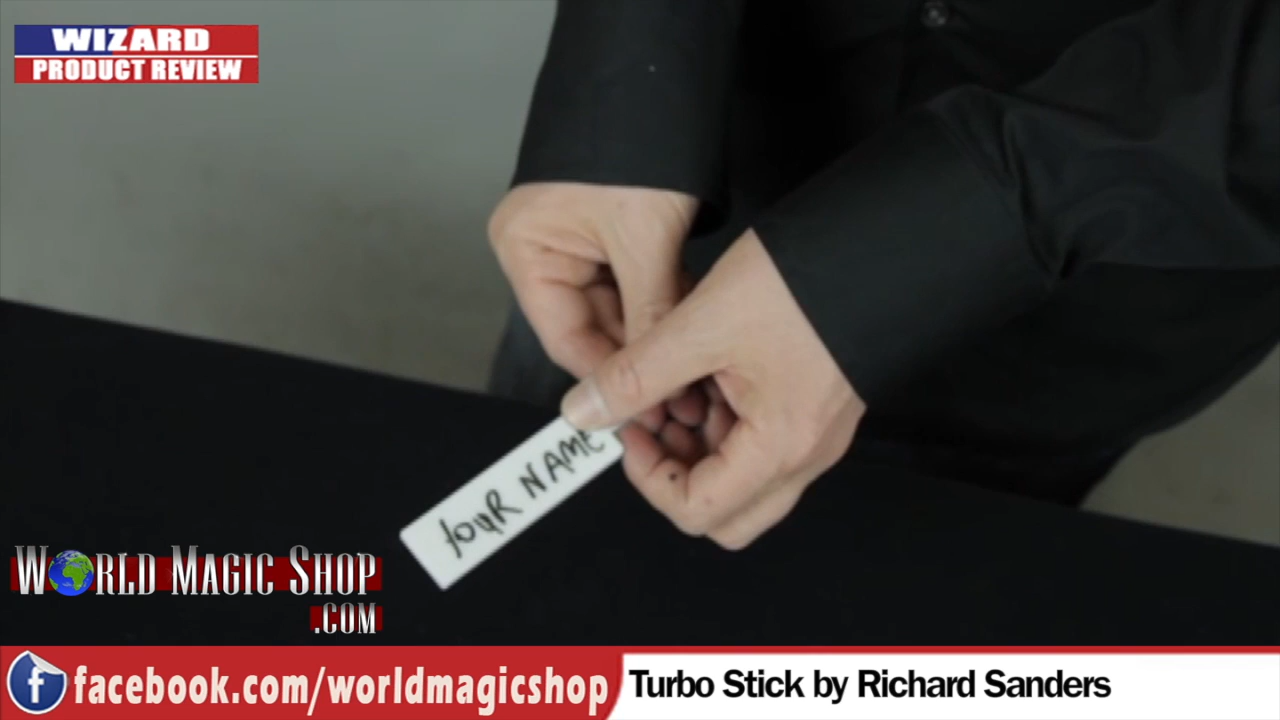 WIZARD
PRODUCT REVIEW
YOUR NAME
WORLD MAGIC SHOP
.COM
facebook.com/worldmagicshop
Turbo Stick by Richard Sanders